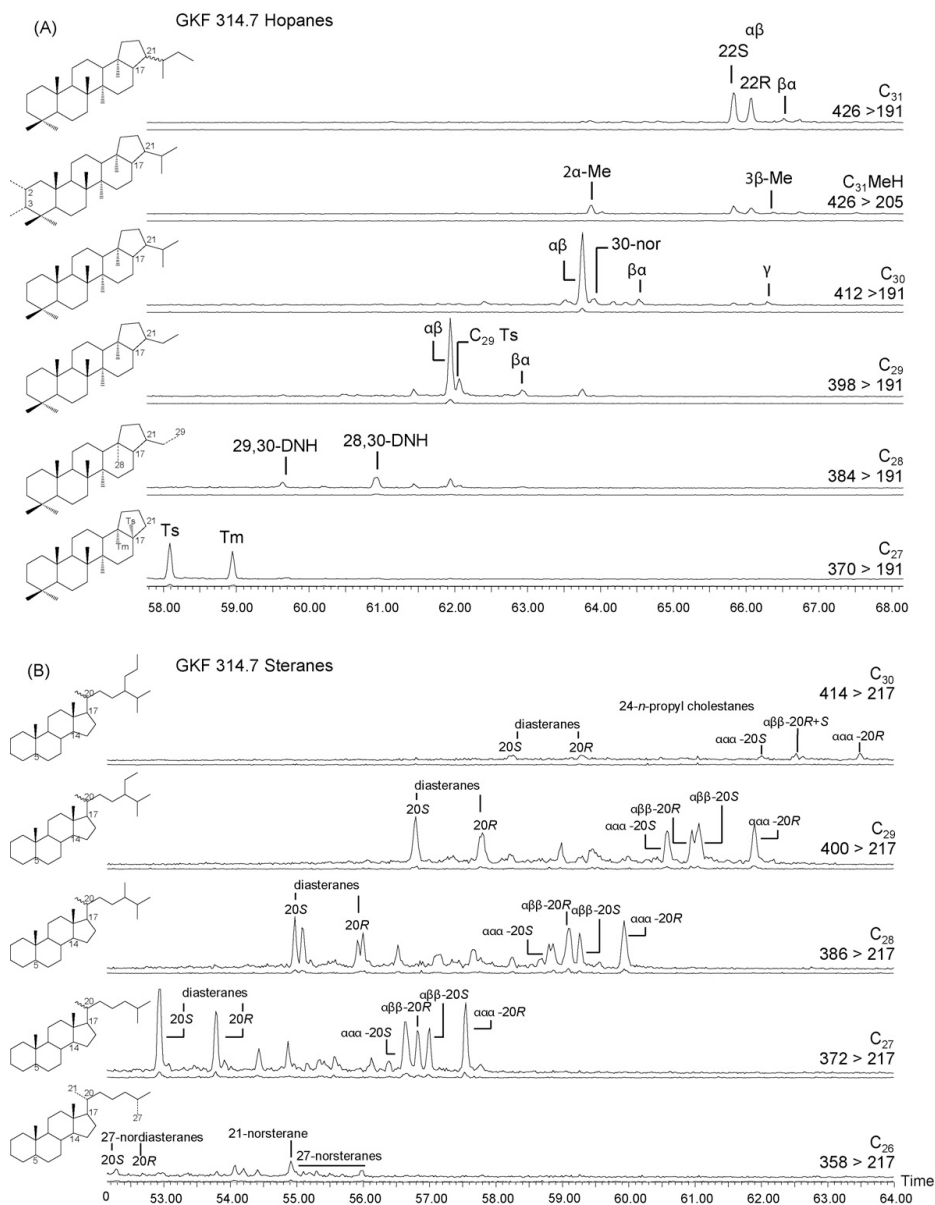 (A)
GKF 314.7 Hopanes
21
17
αβ
22S
22R
βα
C₃₁
426 >191
21
17
2
3
2α-Me
3β-Me
C₃₁MeH
426 > 205
21
17
αβ
30-nor
βα
γ
C₃₀
412 >191
21
17
αβ
C₂₉ Ts
βα
C₂₉
398 > 191
29
21
17
28
29,30-DNH
28,30-DNH
C₂₈
384 >191
Ts
21
17
Tm
Ts
Tm
C₂₇
370 >191
58.00 59.00 60.00 61.00 62.00 63.00 64.00 65.00 66.00 67.00 68.00
(B)
GKF 314.7 Steranes
20
17
14
5
C₃₀
414 > 217
24-n-propyl cholestanes
diasteranes
20S 20R
ααα -20S
αββ-20R+S
ααα -20R
20
17
14
5
diasteranes
20S
20R
ααα -20S
αββ-20R
αββ-20S
ααα -20R
C₂₉
400 > 217
20
17
14
5
diasteranes
20S
20R
ααα -20S
αββ-20R
αββ-20S
ααα -20R
C₂₈
386 > 217
20
17
14
5
diasteranes
20S 20R
ααα -20S
αββ-20R
αββ-20S
ααα -20R
C₂₇
372 > 217
21
20
17
27
14
5
27-nordiasteranes
20S 20R
21-norsterane
27-norsteranes
C₂₆
358 > 217
Time
0 53.00 54.00 55.00 56.00 57.00 58.00 59.00 60.00 61.00 62.00 63.00 64.00